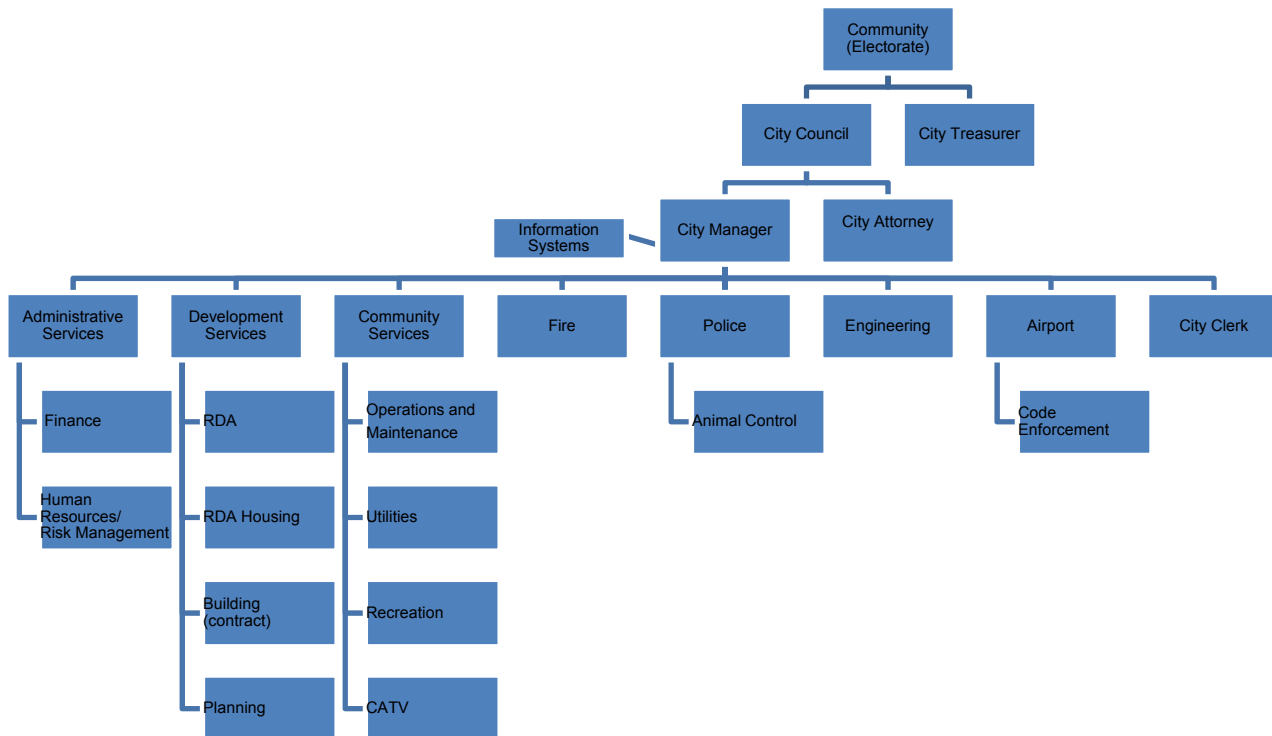 Community
(Electorate)
City Council
City Treasurer
Information
Systems
City Manager
City Attorney
Administrative
Services
Development
Services
Community
Services
Fire
Police
Engineering
Airport
City Clerk
Finance
RDA
Operations and
Maintenance
Animal Control
Code
Enforcement
Human
Resources/
Risk Management
RDA Housing
Utilities
Building
(contract)
Recreation
Planning
CATV